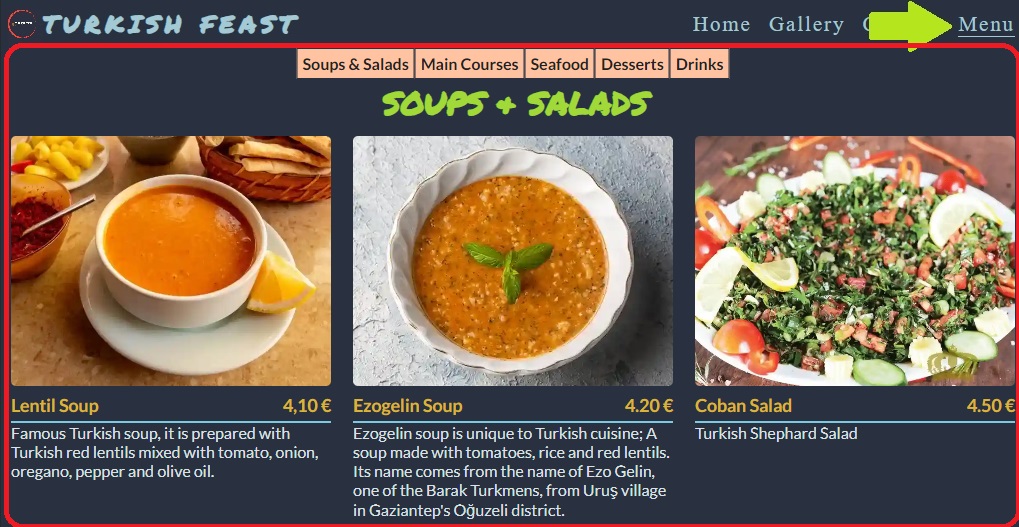 TURKISH FEAST
Home Gallery Menu
Soups & Salads Main Courses Seafood Desserts Drinks
SOUPS & SALADS
Lentil Soup 4,10 €
Famous Turkish soup, it is prepared with
Turkish red lentils mixed with tomato, onion,
oregano, pepper and olive oil.
Ezogelin Soup 4.20 €
Ezogelin soup is unique to Turkish cuisine; A
soup made with tomatoes, rice and red lentils.
Its name comes from the name of Ezo Gelin,
one of the Barak Turkmens, from Uruş village
in Gaziantep's Oğuzeli district.
Coban Salad 4.50 €
Turkish Shephard Salad